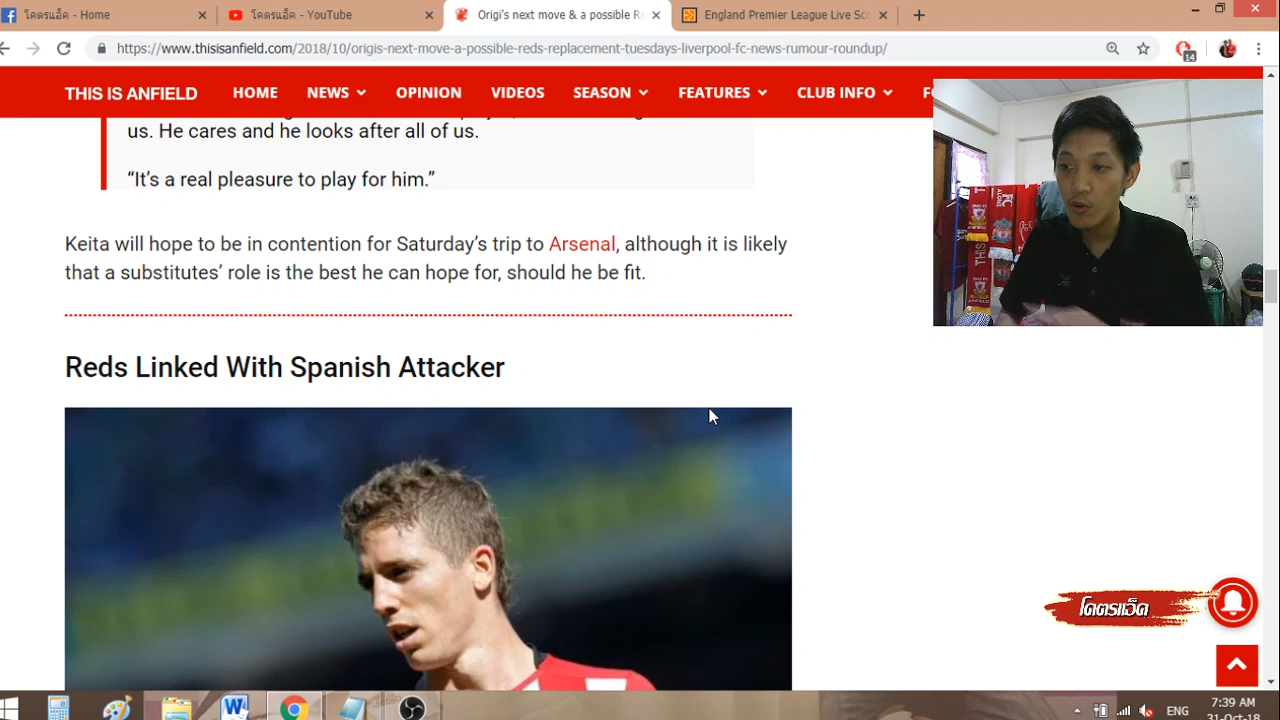 โคตรแอ็ด - Home
โคตรแอ็ด - YouTube
Origi's next move & a possible R
England Premier League Live Sc
https://www.thisisanfield.com/2018/10/origis-next-move-a-possible-reds-replacement-tuesdays-liverpool-fc-news-rumour-roundup/
14
THIS IS ANFIELD HOME NEWS OPINION VIDEOS SEASON FEATURES CLUB INFO
us. He cares and he looks after all of us.
“It’s a real pleasure to play for him.”
Keita will hope to be in contention for Saturday’s trip to Arsenal, although it is likely
that a substitutes’ role is the best he can hope for, should he be fit.
Reds Linked With Spanish Attacker
โคตรแอ็ด
ENG
7:39 AM
31-Oct-18